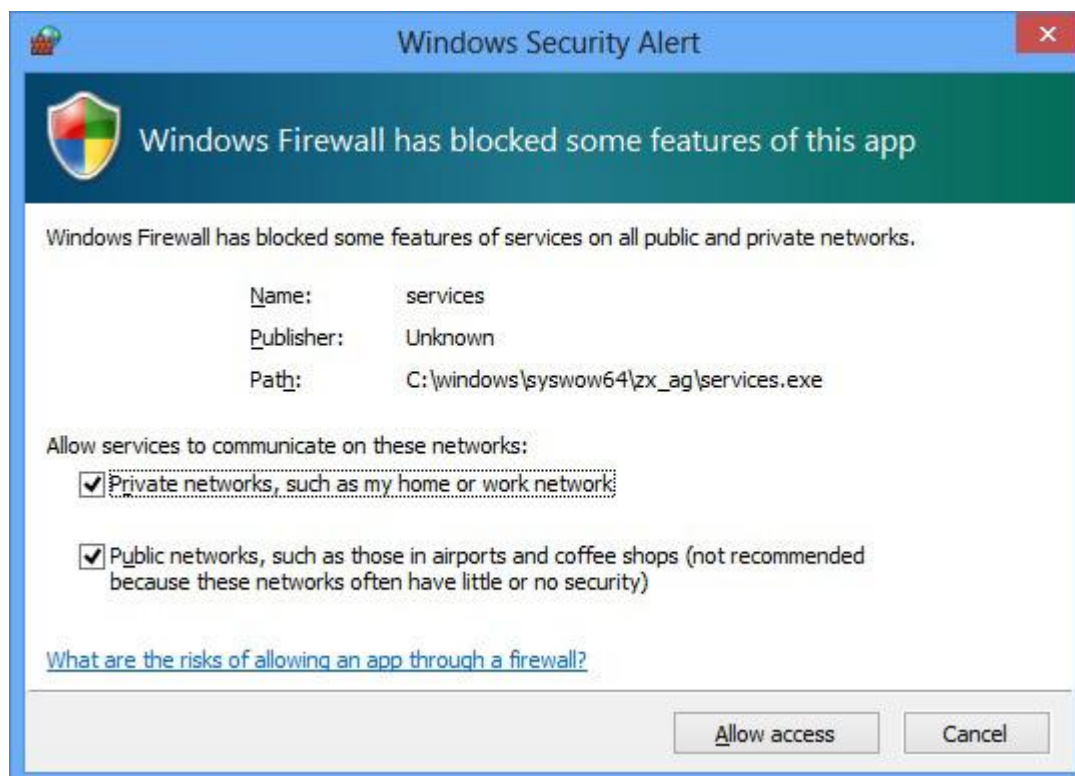 Windows Security Alert
Windows Firewall has blocked some features of this app
Windows Firewall has blocked some features of services on all public and private networks.
Name: services
Publisher: Unknown
Path: C:\windows\syswow64\zx_ag\services.exe
Allow services to communicate on these networks:
Private networks, such as my home or work network
Public networks, such as those in airports and coffee shops (not recommended
because these networks often have little or no security)
What are the risks of allowing an app through a firewall?
Allow access Cancel